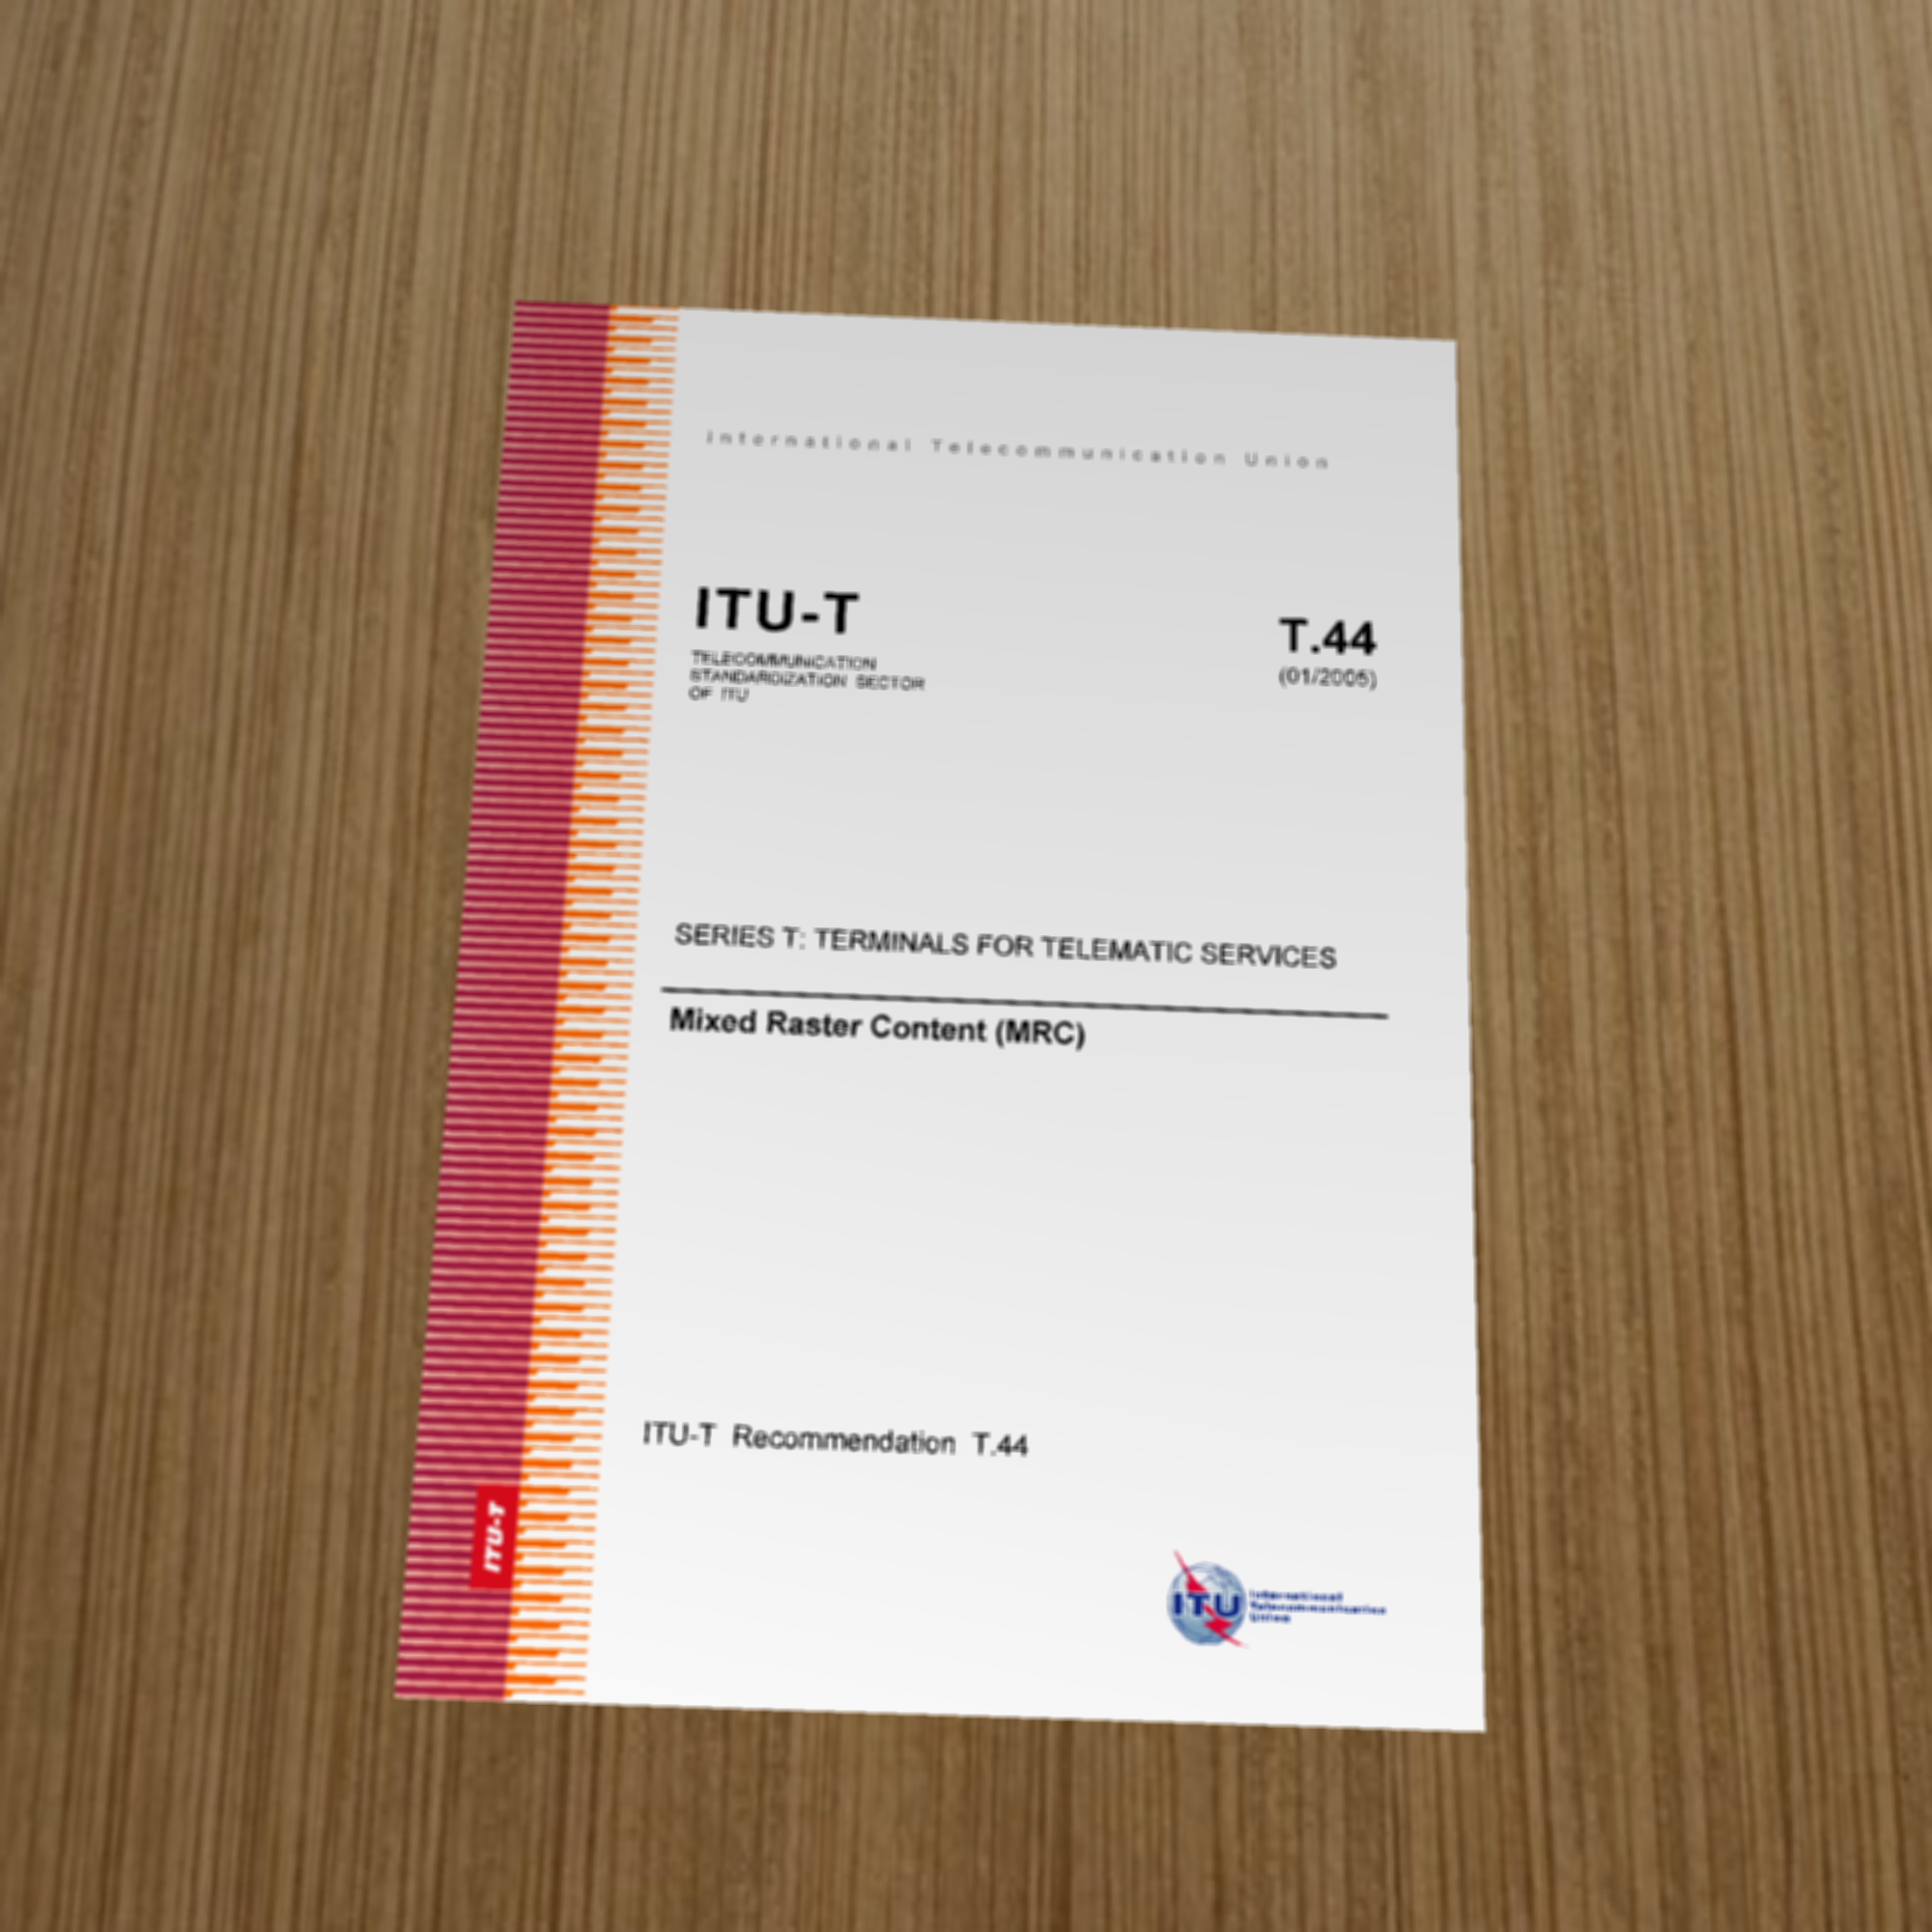 International Telecommunication Union
ITU-T
TELECOMMUNICATION
STANDARDIZATION SECTOR
OF ITU
T.44
(01/2005)
SERIES T: TERMINALS FOR TELEMATIC SERVICES
Mixed Raster Content (MRC)
ITU-T Recommendation T.44
ITU-T
ITU
International
Telecommunication
Union